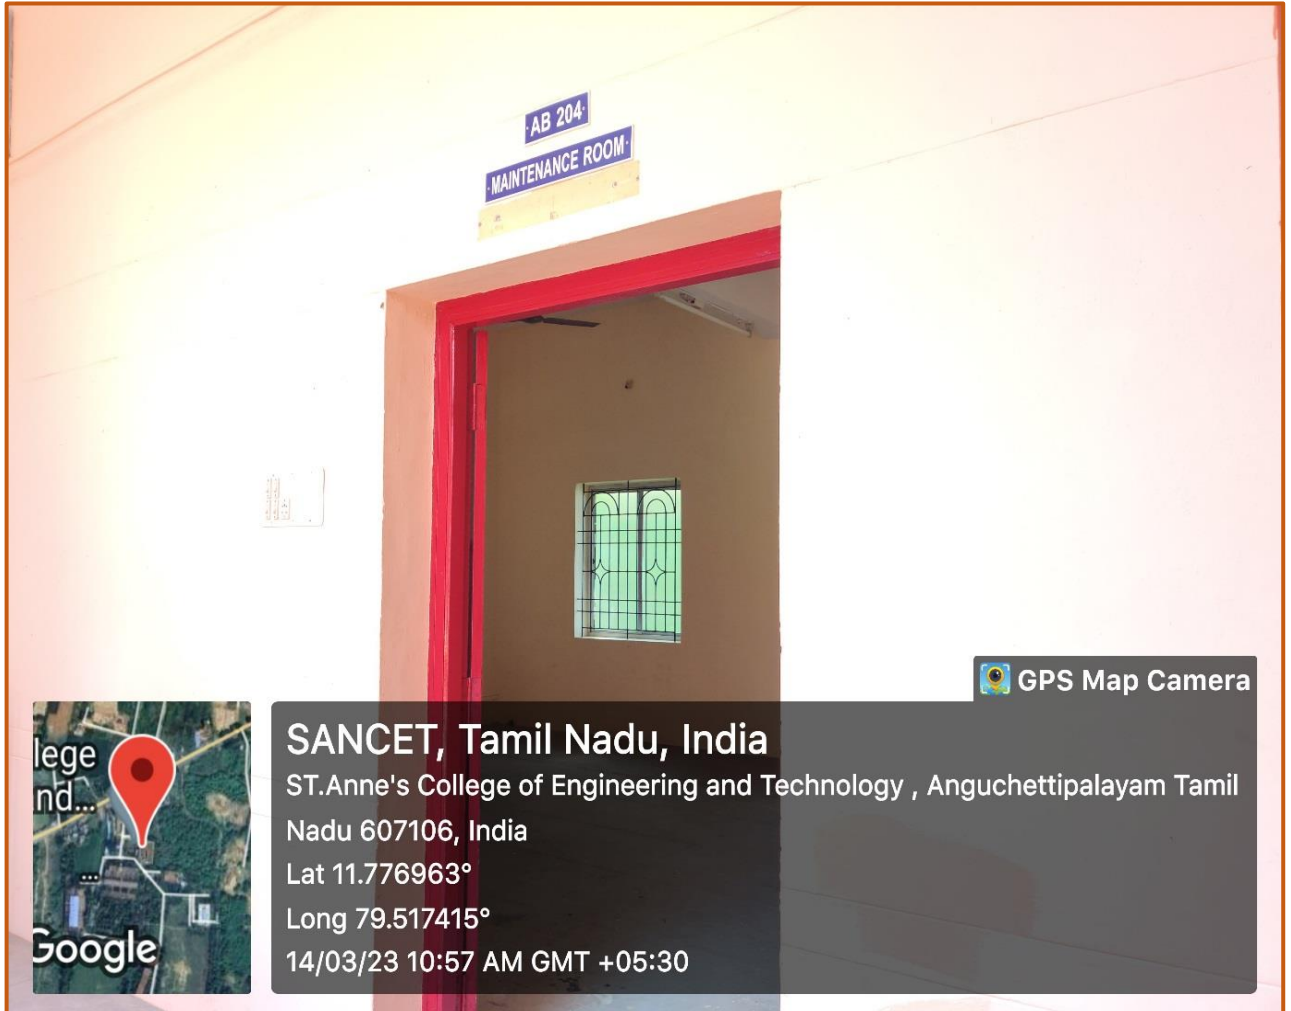 ·AB 204·
·MAINTENANCE ROOM·
GPS Map Camera
lege
nd...
...
Google
SANCET, Tamil Nadu, India
ST.Anne's College of Engineering and Technology , Anguchettipalayam Tamil
Nadu 607106, India
Lat 11.776963°
Long 79.517415°
14/03/23 10:57 AM GMT +05:30